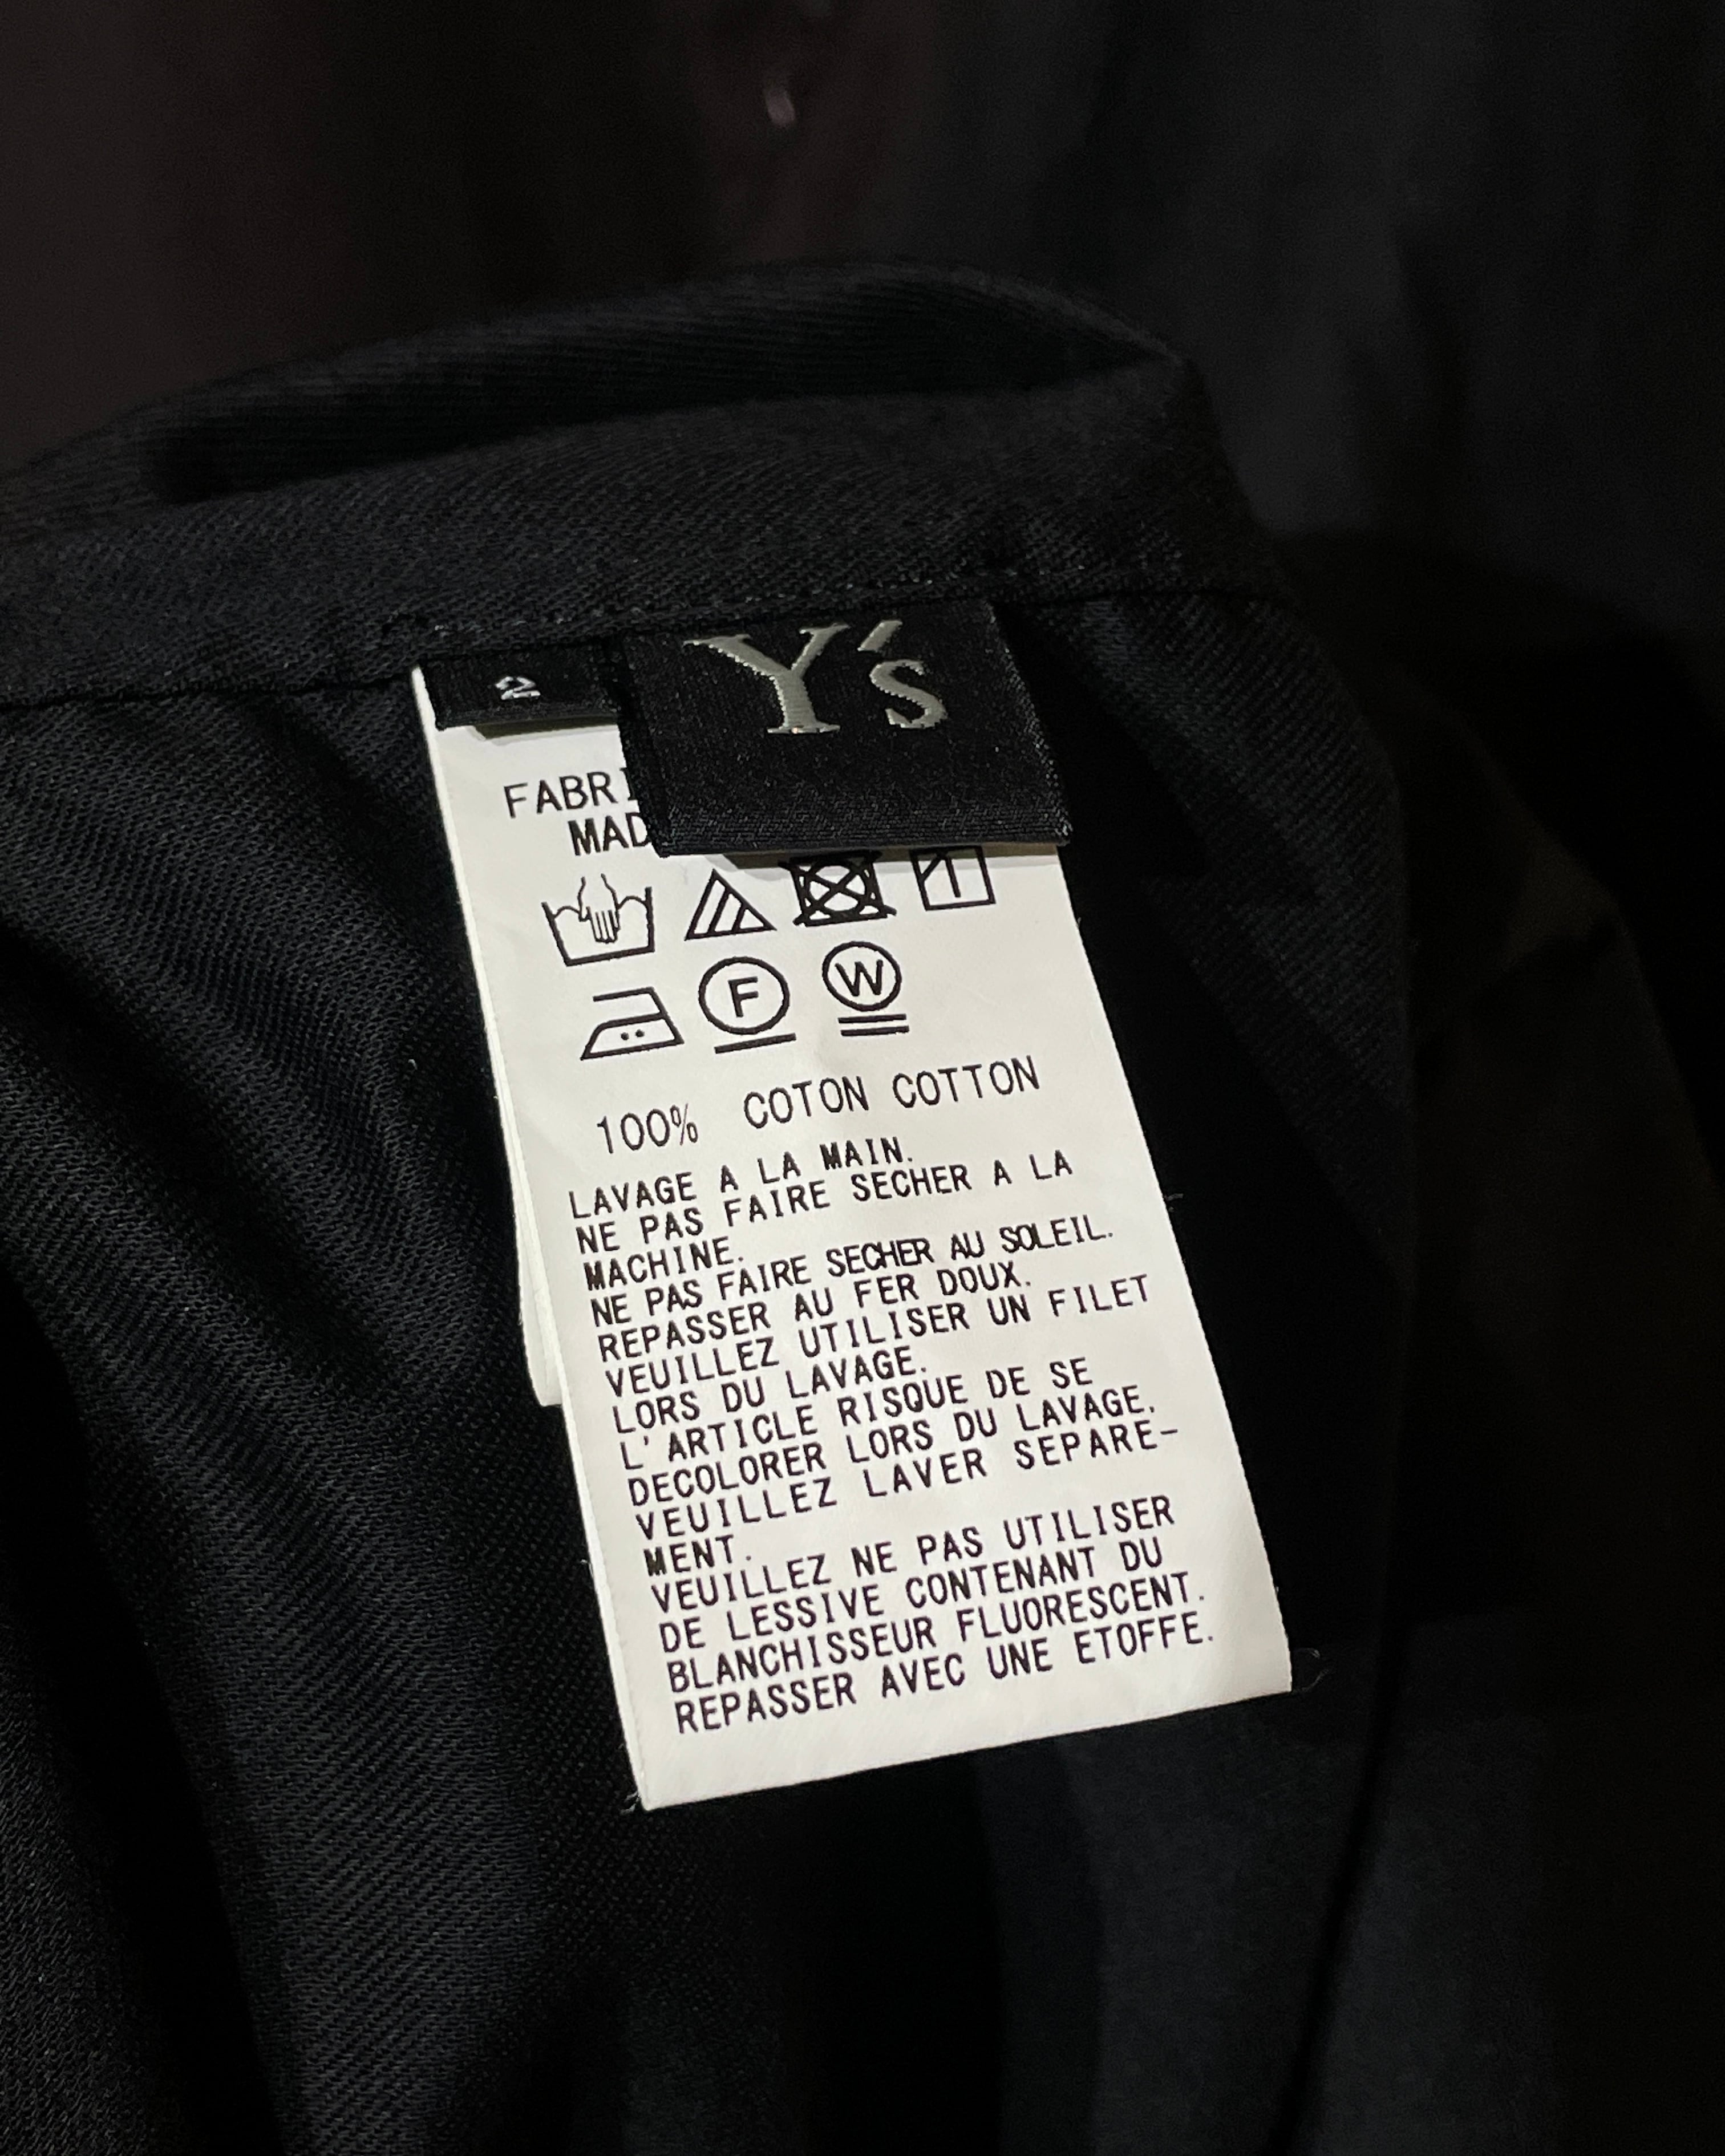 2
Y's
100% COTON COTTON
LAVAGE A LA MAIN.
NE PAS FAIRE SECHER A LA
MACHINE.
NE PAS FAIRE SECHER AU SOLEIL.
REPASSER AU FER DOUX.
VEUILLEZ UTILISER UN FILET
LORS DU LAVAGE.
L'ARTICLE RISQUE DE SE
DECOLORER LORS DU LAVAGE.
VEUILLEZ LAVER SEPARE-
MENT.
VEUILLEZ NE PAS UTILISER
DE LESSIVE CONTENANT DU
BLANCHISSEUR FLUORESCENT.
REPASSER AVEC UNE ETOFFE.